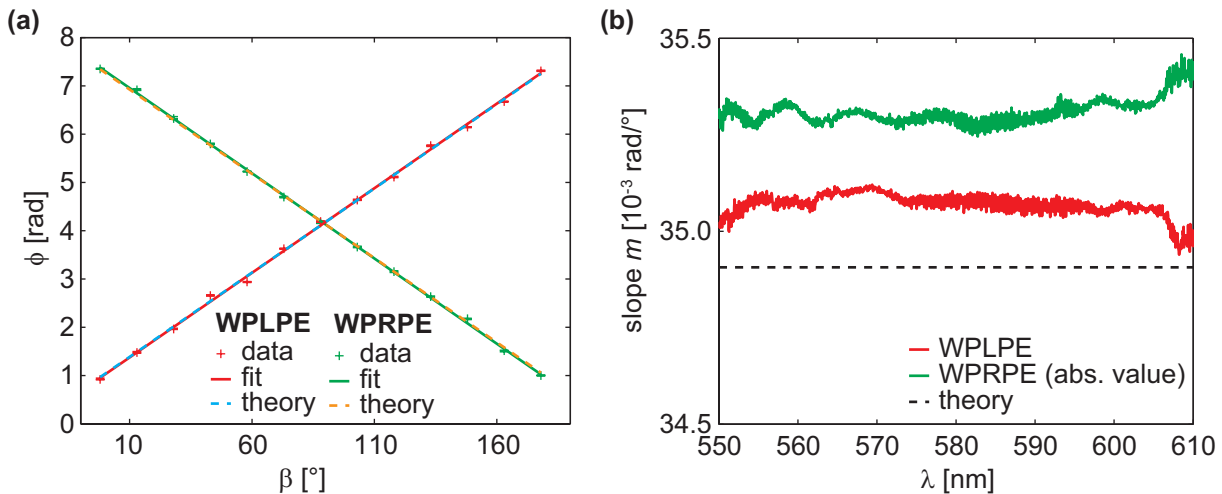 (a)
8
7
6
5
4
3
2
1
0
ϕ [rad]
WPLPE WPRPE
data data
fit fit
theory theory
10 60 110 160
β [°]
(b)
35.5
35.0
34.5
slope m [10⁻³ rad/°]
WPLPE
WPRPE (abs. value)
theory
550 560 570 580 590 600 610
λ [nm]